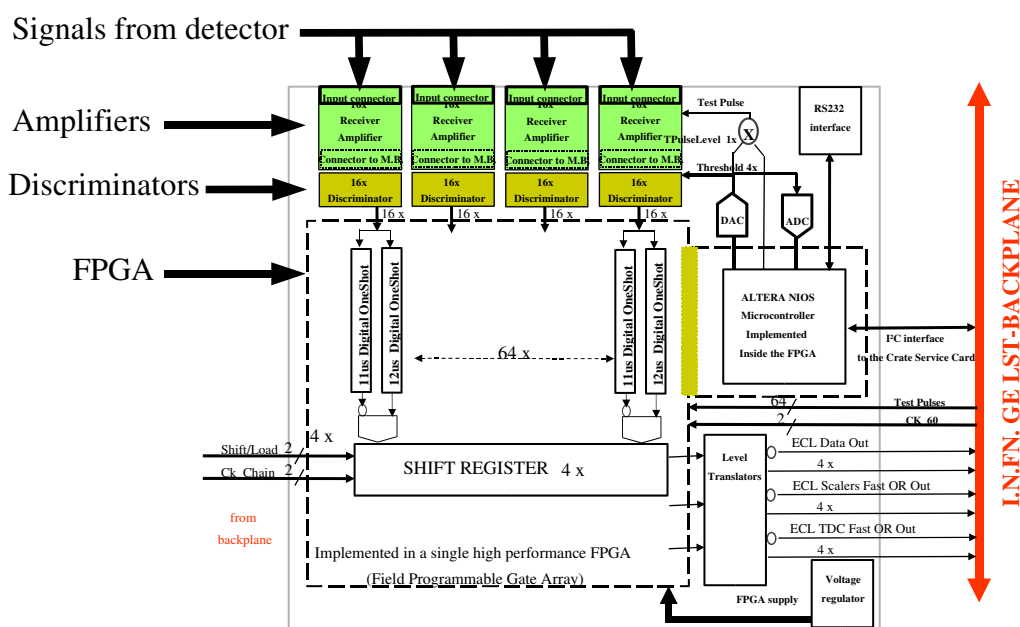 Signals from detector
Amplifiers
Discriminators
FPGA
Input connector
Input connector
Input connector
Input connector
16x
16x
16x
16x
Receiver
Receiver
Receiver
Receiver
Amplifier
Amplifier
Amplifier
Amplifier
Connector to M.B.
Connector to M.B.
Connector to M.B.
Connector to M.B.
16x
16x
16x
16x
Discriminator
Discriminator
Discriminator
Discriminator
16 x
16 x
16 x
16 x
Test Pulse
TPulseLevel 1x
X
Threshold 4x
RS232
interface
DAC
ADC
11us Digital OneShot
12us Digital OneShot
64 x
11us Digital OneShot
12us Digital OneShot
ALTERA NIOS
Microcontroller
Implemented
Inside the FPGA
I²C interface
to the Crate Service Card
64
Test Pulses
2
CK_60
I.N.FN. GE LST-BACKPLANE
4 x
Shift/Load 2
Ck_Chain 2
SHIFT REGISTER 4 x
from
backplane
Level
Translators
ECL Data Out
4 x
ECL Scalers Fast OR Out
4 x
ECL TDC Fast OR Out
4 x
Implemented in a single high performance FPGA
(Field Programmable Gate Array)
FPGA supply
Voltage
regulator